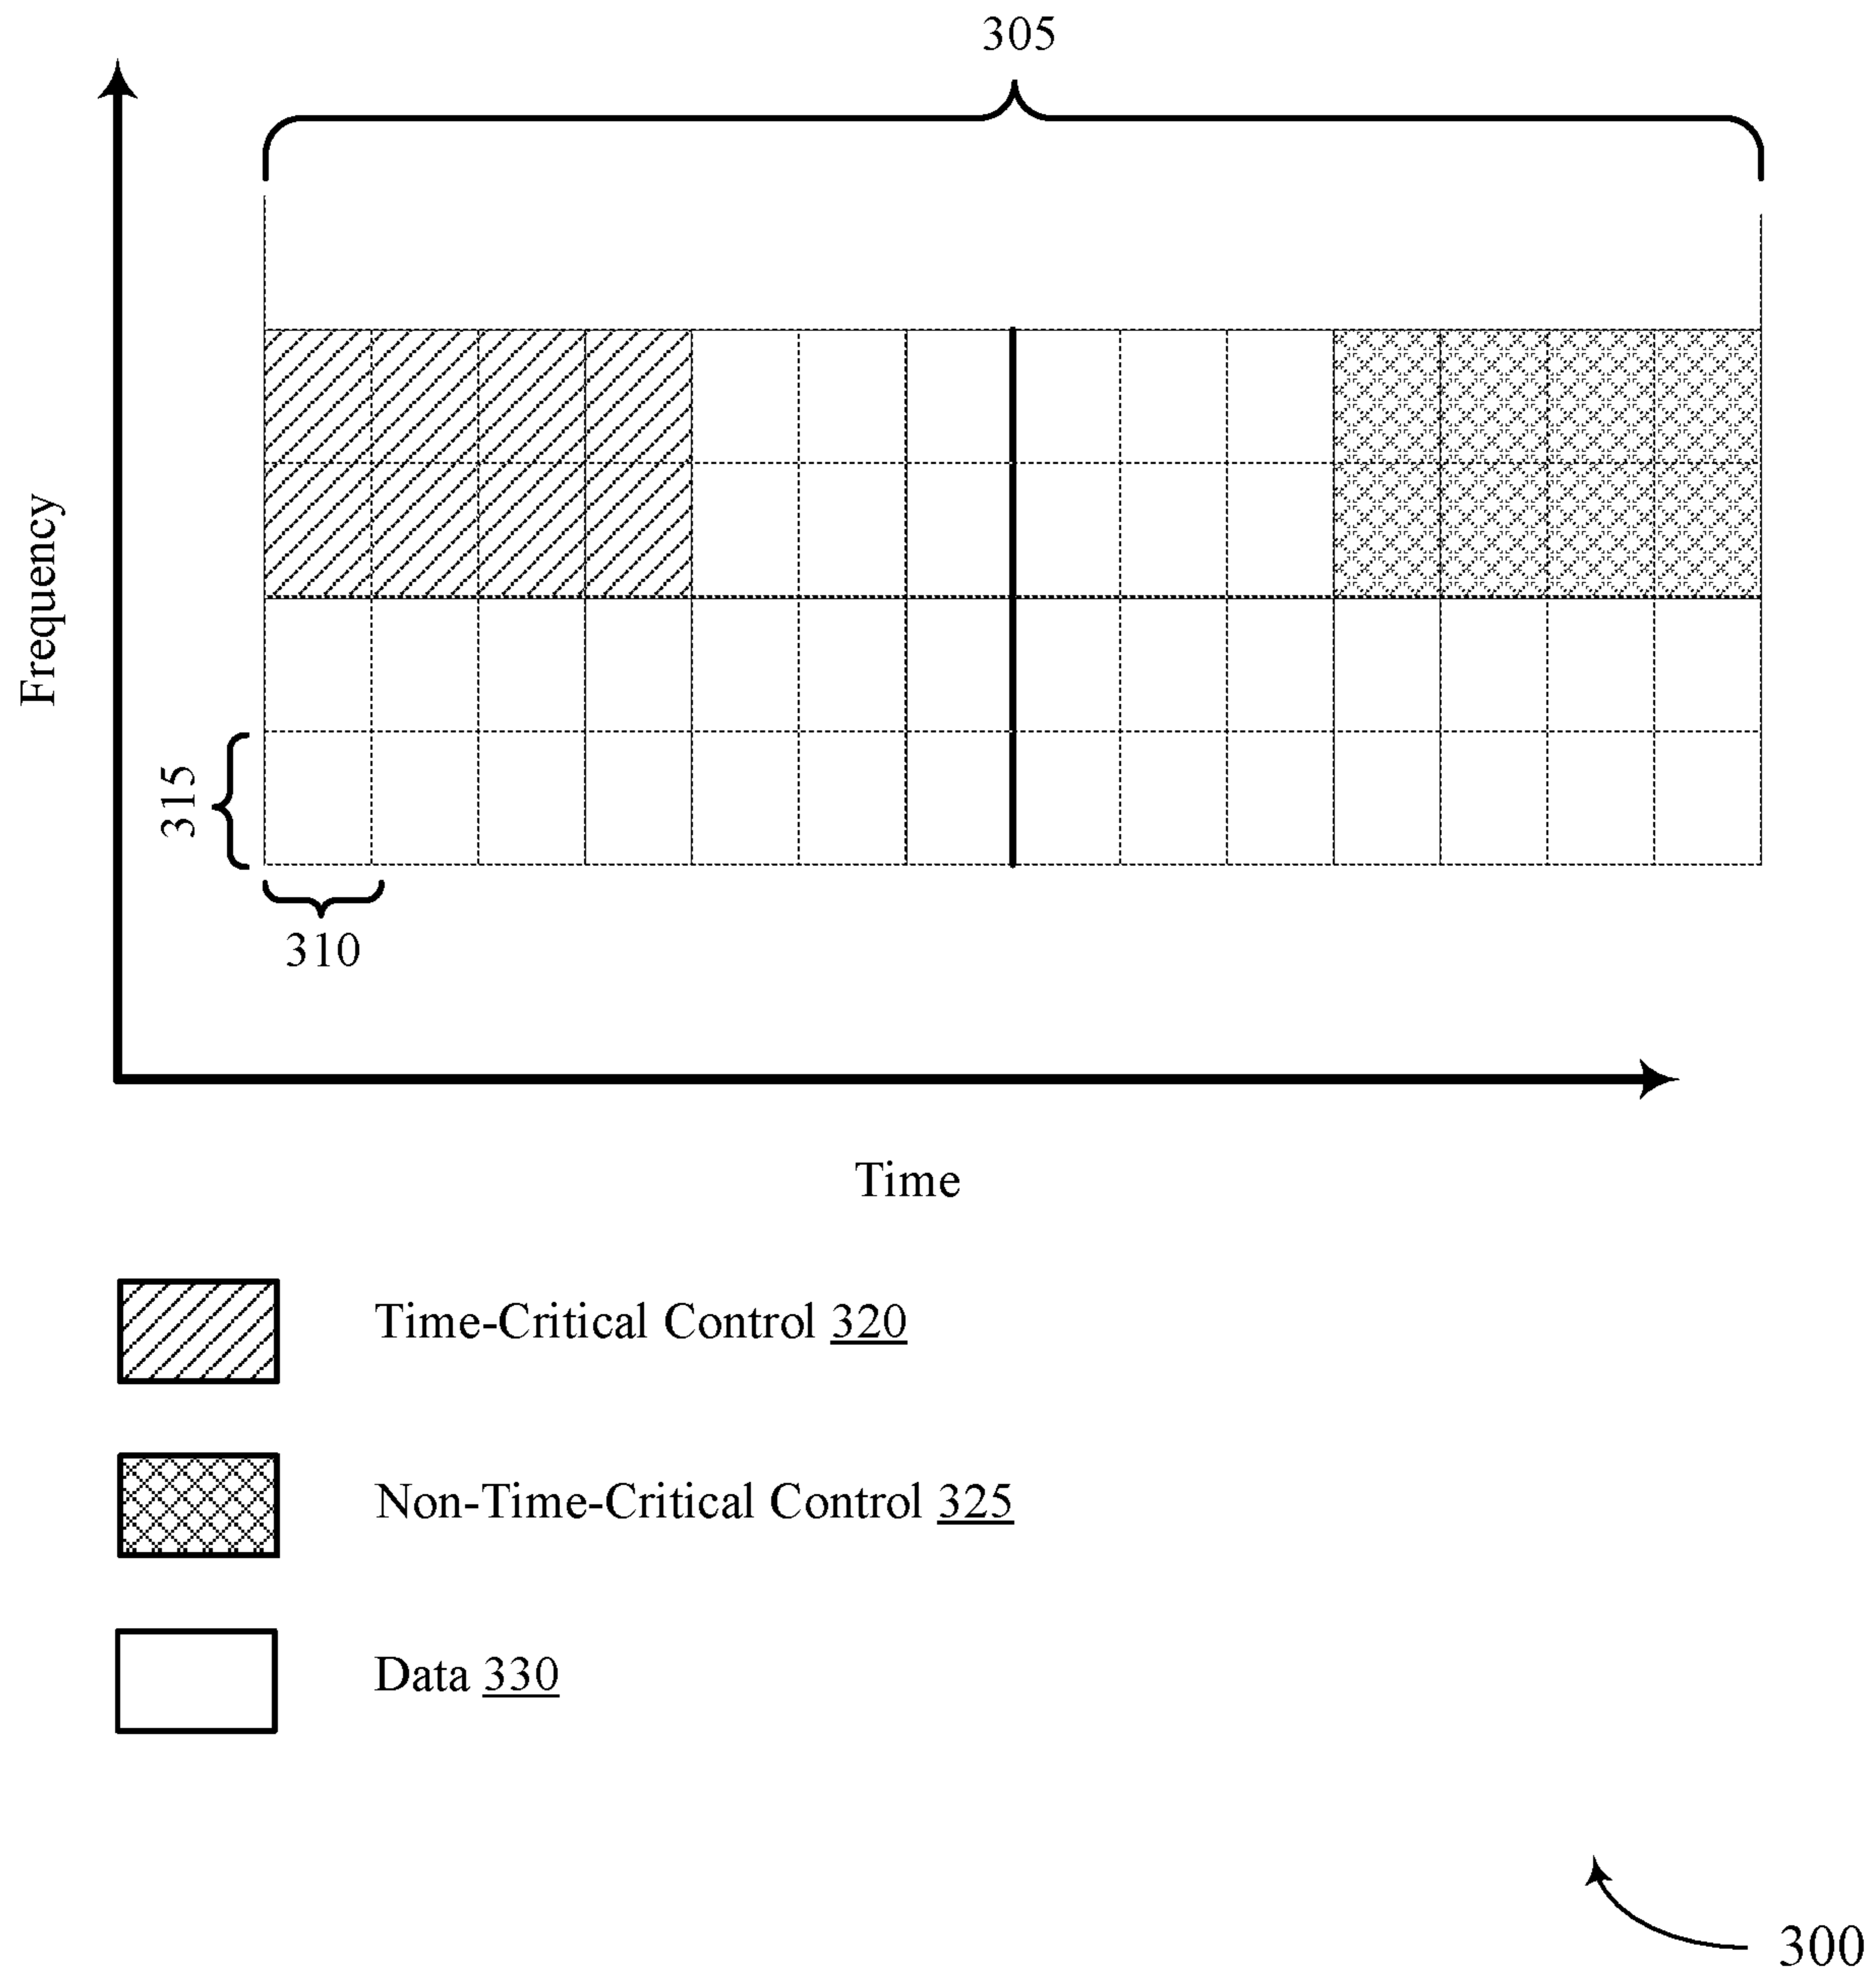 305
Frequency
315
310
Time
Time-Critical Control 320
Non-Time-Critical Control 325
Data 330
300